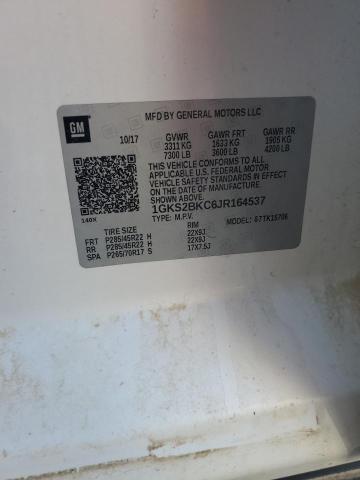 GM
MFD BY GENERAL MOTORS LLC
10/17 GVWR GAWR FRT GAWR RR
3311 KG 1633 KG 1905 KG
7300 LB 3600 LB 4200 LB
THIS VEHICLE CONFORMS TO ALL APPLICABLE
U.S. FEDERAL MOTOR VEHICLE
SAFETY STANDARDS IN EFFECT ON THE
DATE OF MANUFACTURE SHOWN ABOVE.
1GKS2BKC6JR164537
TYPE: M.P.V.
140X
TIRE SIZE RIM 57TK15706
FRT P285/45R22 H 22X9J
RR P285/45R22 H 22X9J
SPA P265/70R17 S 17X7.5J